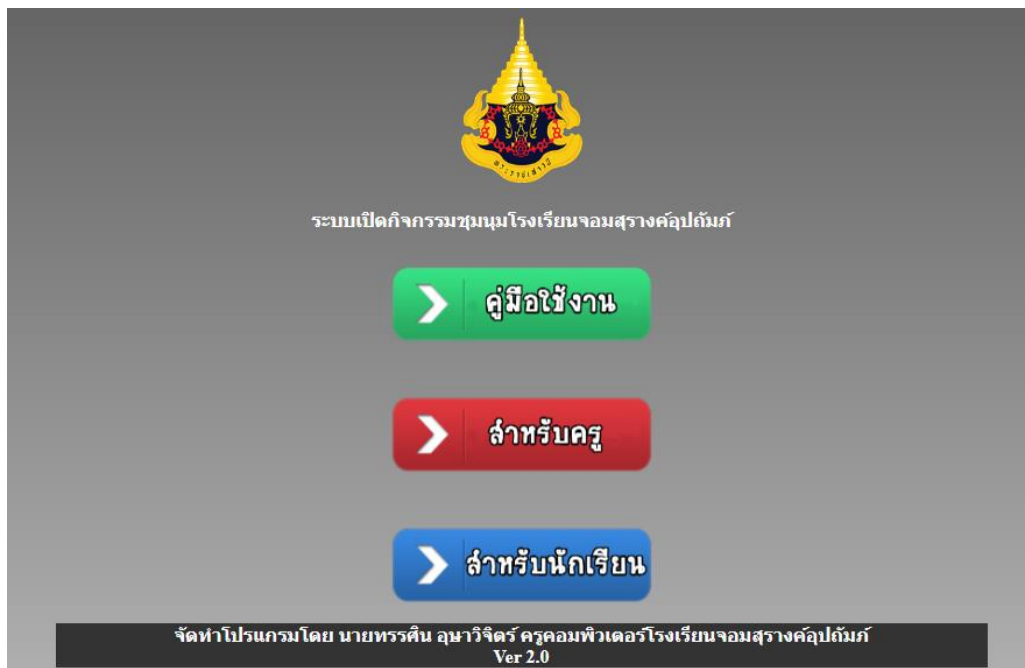 ระบบเปิดกิจกรรมชุมนุมโรงเรียนจอมสุรางค์อุปถัมภ์
คู่มือใช้งาน
สำหรับครู
สำหรับนักเรียน
จัดทำโปรแกรมโดย นายทรรศิน อุษาวิจิตร์ ครูคอมพิวเตอร์โรงเรียนจอมสุรางค์อุปถัมภ์
Ver 2.0